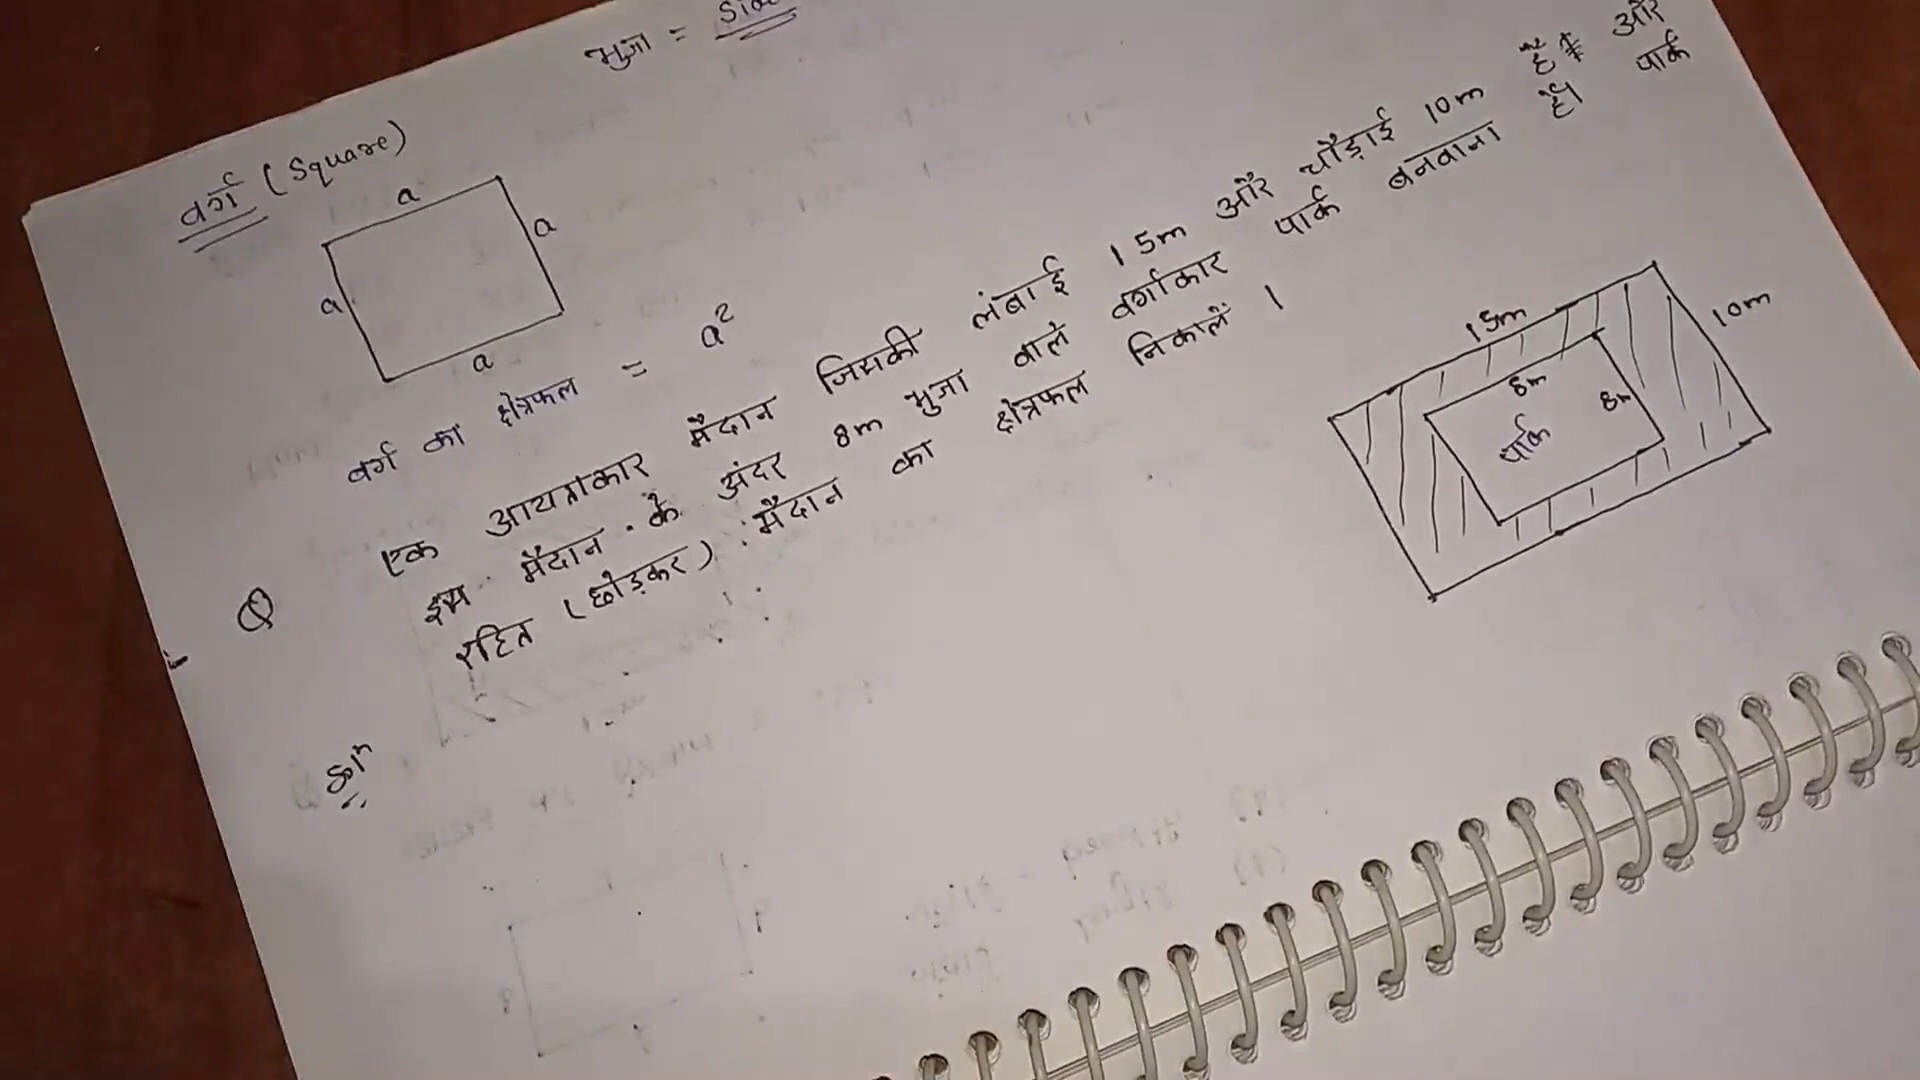 भुजा =
वर्ग (Square)
a
a
a
a
वर्ग का क्षेत्रफल = a²
Q एक आयताकार मैदान जिसकी लंबाई 15m और चौड़ाई 10m है और
इस मैदान के अंदर 8m भुजा वाले वर्गाकार पार्क बनवाना है। पार्क
रहित (छोड़कर) मैदान का क्षेत्रफल निकालें ।
15m
10m
8m
8m
पार्क
Solⁿ